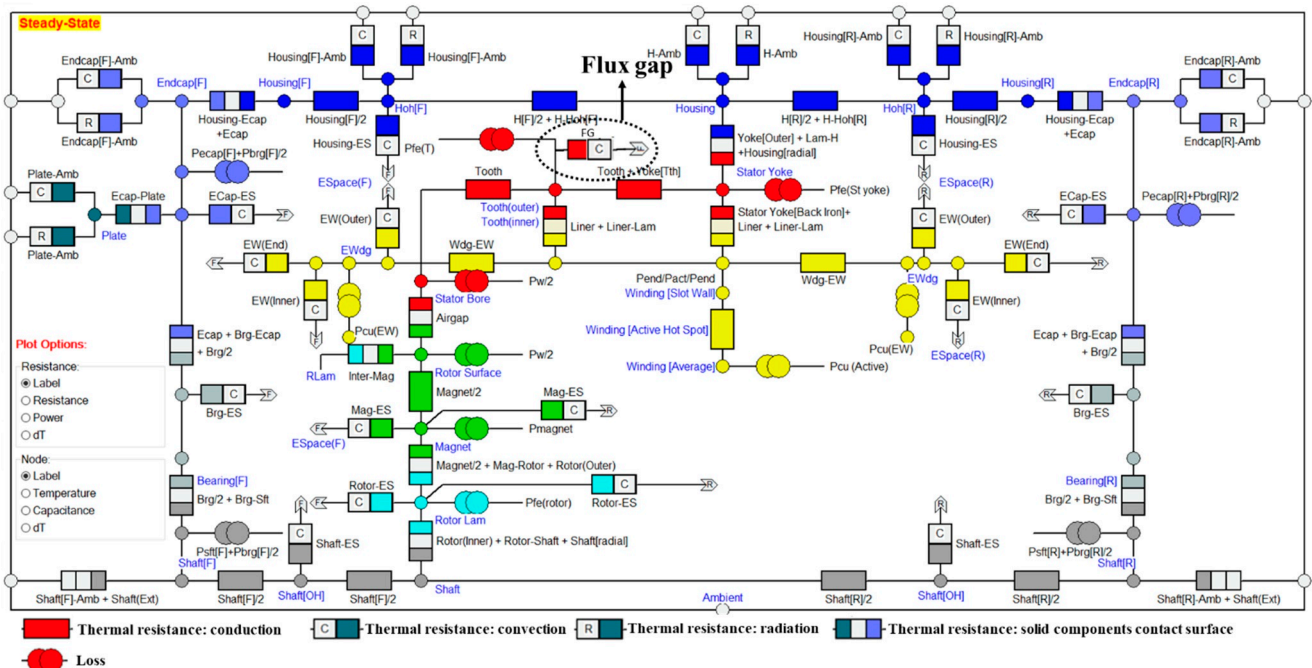 Steady-State
Endcap[F]-Amb
C
R
Endcap[F]-Amb
Endcap[F]
Housing-Ecap
+Ecap
Housing[F]
Housing[F]/2
C
Housing[F]-Amb
R
Housing[F]-Amb
Hoh[F]
Flux gap
H[F]/2 + H-Hoh[F]
C
H-Amb
R
H-Amb
Housing
H[R]/2 + H-Hoh[R]
C
Housing[R]-Amb
R
Housing[R]-Amb
Hoh[R]
Housing[R]/2
Housing[R]
Housing-Ecap
+Ecap
Endcap[R]
Endcap[R]-Amb
C
R
Endcap[R]-Amb
Housing-ES
C
Pfe(T)
FG
C
Yoke[Outer] + Lam-H
+Housing[radial]
Housing-ES
C
Pecap[F]+Pbrg[F]/2
Plate-Amb
C
R
Plate-Amb
Ecap-Plate
Plate
ECap-ES
C
F
ESpace(F)
F
F
Tooth
Tooth + Yoke[Tth]
Stator Yoke
Pfe(St yoke)
ESpace(R)
R
R
ECap-ES
R
C
Pecap[R]+Pbrg[R]/2
EW(Outer)
C
Tooth(outer)
Tooth(inner)
Liner + Liner-Lam
Stator Yoke[Back Iron]+
Liner + Liner-Lam
EW(Outer)
C
F
EW(End)
C
EWdg
Wdg-EW
EW(Inner)
C
F
Pcu(EW)
Stator Bore
Pw/2
Pend/Pact/Pend
Winding [Slot Wall]
Wdg-EW
EWdg
EW(End)
C
R
EW(Inner)
C
R
Pcu(EW)
ESpace(R)
Airgap
Winding [Active Hot Spot]
Ecap + Brg-Ecap
+ Brg/2
RLam
Inter-Mag
Rotor Surface
Pw/2
Winding [Average]
Pcu (Active)
Ecap + Brg-Ecap
+ Brg/2
Plot Options:
Resistance:
Label
Resistance
Power
dT
Node:
Label
Temperature
Capacitance
dT
Brg-ES
C
F
Magnet/2
Mag-ES
C
R
Mag-ES
F
C
ESpace(F)
Pmagnet
Magnet
Brg-ES
R
C
Magnet/2 + Mag-Rotor + Rotor(Outer)
Bearing[F]
Brg/2 + Brg-Sft
Rotor-ES
F
C
Rotor-ES
C
R
Pfe(rotor)
Rotor Lam
Bearing[R]
Brg/2 + Brg-Sft
Psft[F]+Pbrg[F]/2
F
C
Shaft-ES
Rotor(Inner) + Rotor-Shaft + Shaft[radial]
R
C
Shaft-ES
Psft[R]+Pbrg[R]/2
Shaft[F]
Shaft[OH]
Shaft
Ambient
Shaft[OH]
Shaft[R]
Shaft[F]-Amb + Shaft(Ext)
Shaft[F]/2
Shaft[F]/2
Shaft[R]/2
Shaft[R]/2
Shaft[R]-Amb + Shaft(Ext)
Thermal resistance: conduction
C
Thermal resistance: convection
R
Thermal resistance: radiation
Thermal resistance: solid components contact surface
Loss